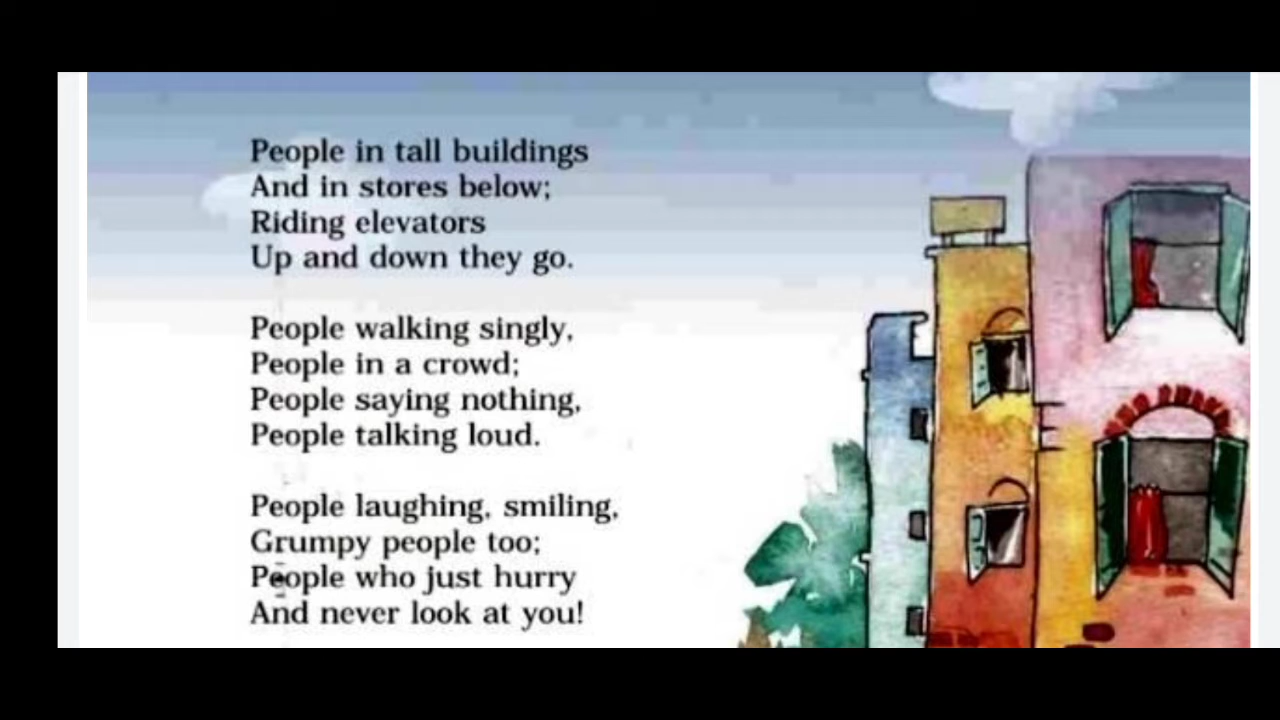 People in tall buildings
And in stores below;
Riding elevators
Up and down they go.
People walking singly,
People in a crowd;
People saying nothing,
People talking loud.
People laughing, smiling,
Grumpy people too;
People who just hurry
And never look at you!